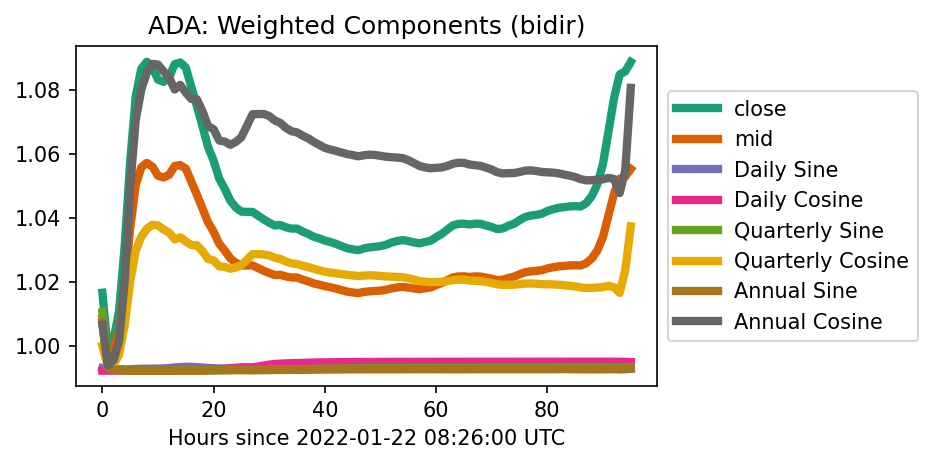 ADA: Weighted Components (bidir)
1.08
1.06
1.04
1.02
1.00
0 20 40 60 80
Hours since 2022-01-22 08:26:00 UTC
close
mid
Daily Sine
Daily Cosine
Quarterly Sine
Quarterly Cosine
Annual Sine
Annual Cosine